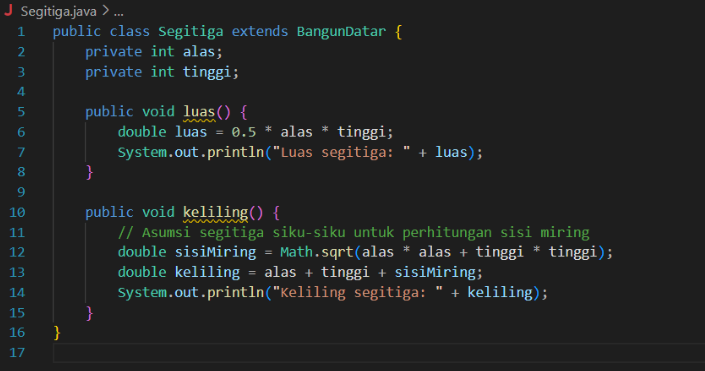 J Segitiga.java > ...
1 public class Segitiga extends BangunDatar {
2     private int alas;
3     private int tinggi;
4
5     public void luas() {
6         double luas = 0.5 * alas * tinggi;
7         System.out.println("Luas segitiga: " + luas);
8     }
9
10     public void keliling() {
11         // Asumsi segitiga siku-siku untuk perhitungan sisi miring
12         double sisiMiring = Math.sqrt(alas * alas + tinggi * tinggi);
13         double keliling = alas + tinggi + sisiMiring;
14         System.out.println("Keliling segitiga: " + keliling);
15     }
16 }
17